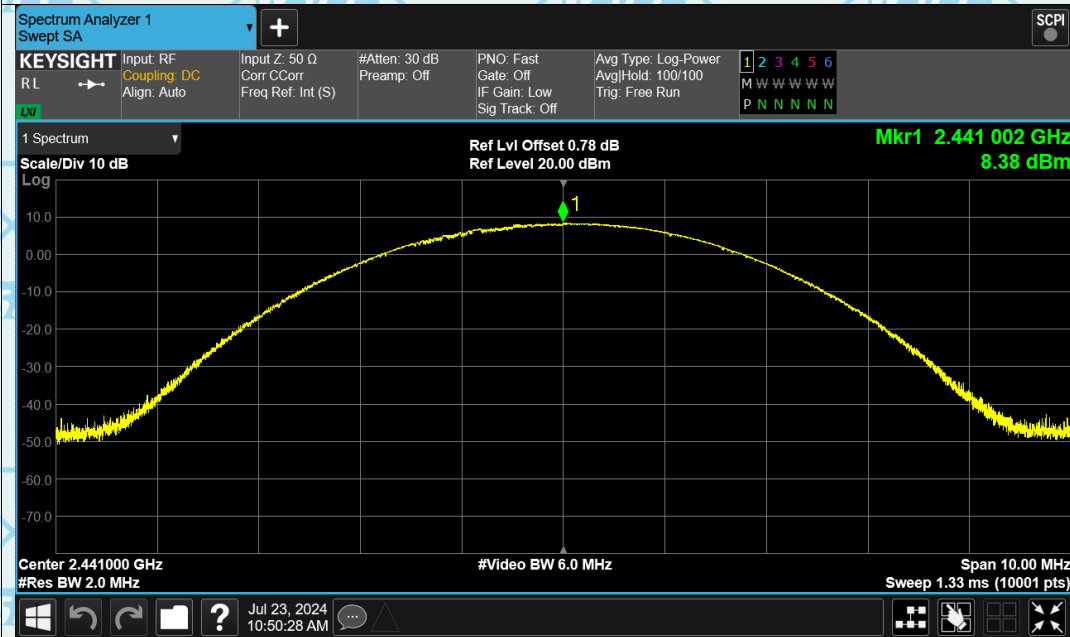 Spectrum Analyzer 1
Swept SA
+
SCPI
KEYSIGHT
RL
LXI
Input: RF
Coupling: DC
Align: Auto
Input Z: 50 Ω
Corr CCorr
Freq Ref: Int (S)
#Atten: 30 dB
Preamp: Off
PNO: Fast
Gate: Off
IF Gain: Low
Sig Track: Off
Avg Type: Log-Power
Avg|Hold: 100/100
Trig: Free Run
1 2 3 4 5 6
M W W W W W
P N N N N N
1 Spectrum
Scale/Div 10 dB
Log
Ref Lvl Offset 0.78 dB
Ref Level 20.00 dBm
Mkr1 2.441 002 GHz
8.38 dBm
1
10.0
0.00
-10.0
-20.0
-30.0
-40.0
-50.0
-60.0
-70.0
Center 2.441000 GHz
#Video BW 6.0 MHz
Span 10.00 MHz
#Res BW 2.0 MHz
Sweep 1.33 ms (10001 pts)
?
Jul 23, 2024
10:50:28 AM